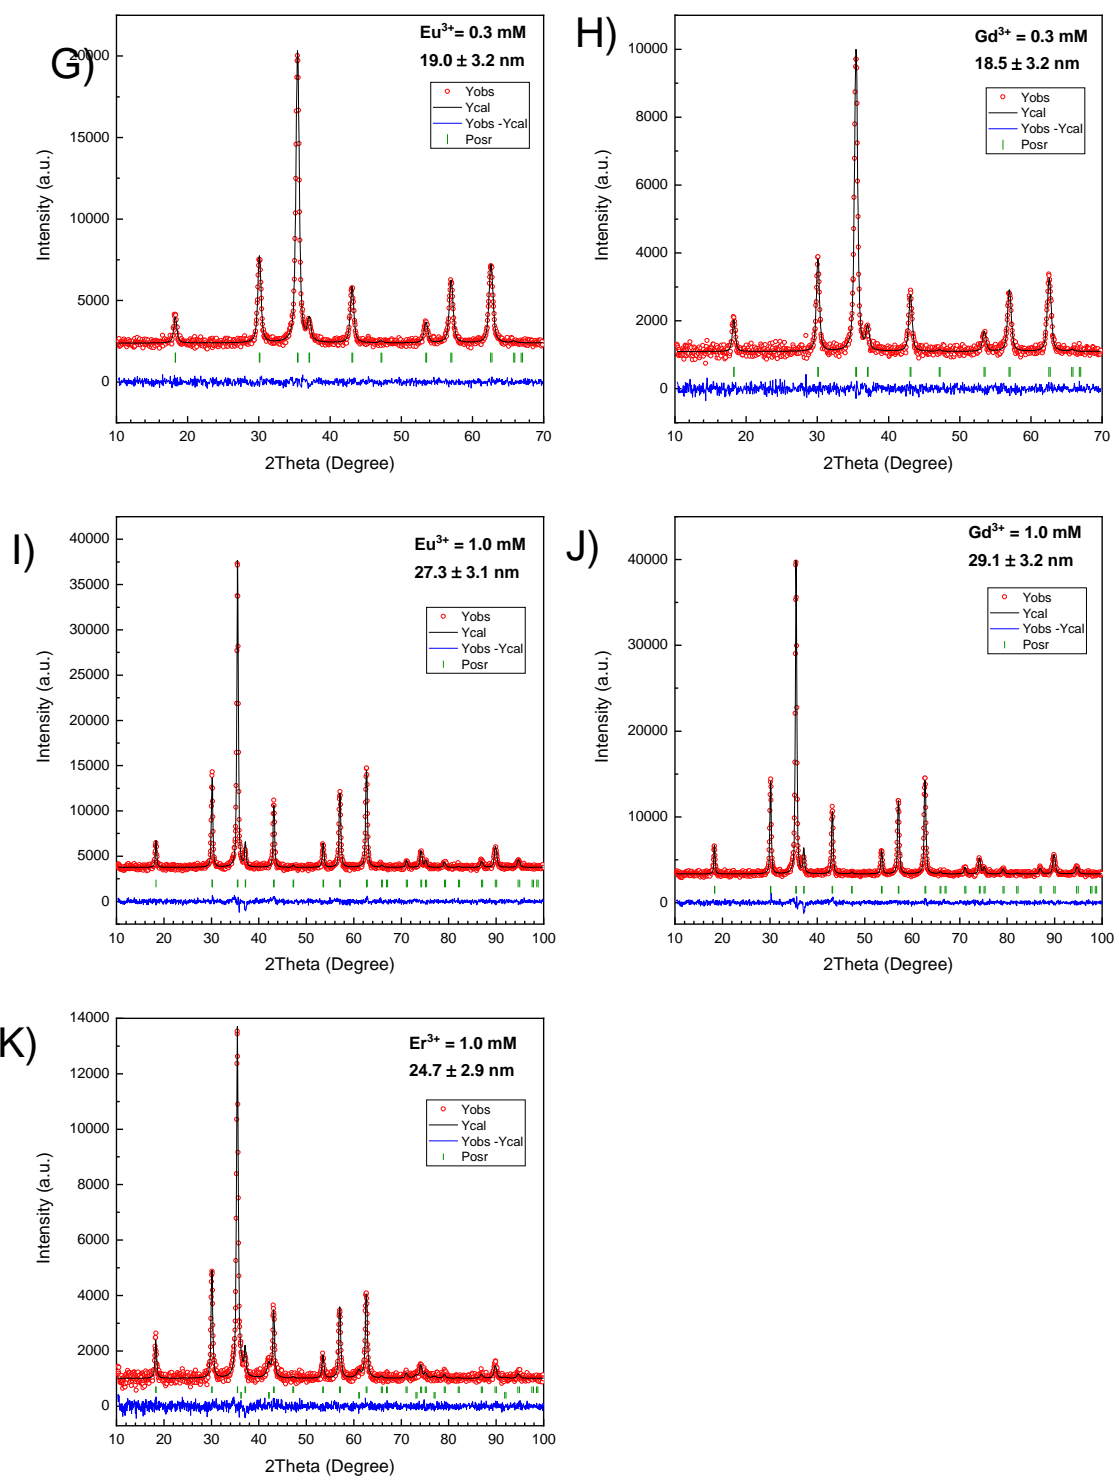 G)
Eu3+= 0.3 mM
19.0 ± 3.2 nm
Yobs
Ycal
Yobs -Ycal
Posr
20000
15000
10000
5000
0
Intensity (a.u.)
10 20 30 40 50 60 70
2Theta (Degree)
H)
Gd3+ = 0.3 mM
18.5 ± 3.2 nm
Yobs
Ycal
Yobs -Ycal
Posr
10000
8000
6000
4000
2000
0
Intensity (a.u.)
10 20 30 40 50 60 70
2Theta (Degree)
I)
Eu3+ = 1.0 mM
27.3 ± 3.1 nm
Yobs
Ycal
Yobs -Ycal
Posr
40000
35000
30000
25000
20000
15000
10000
5000
0
Intensity (a.u.)
10 20 30 40 50 60 70 80 90 100
2Theta (Degree)
J)
Gd3+ = 1.0 mM
29.1 ± 3.2 nm
Yobs
Ycal
Yobs -Ycal
Posr
40000
30000
20000
10000
0
Intensity (a.u.)
10 20 30 40 50 60 70 80 90 100
2Theta (Degree)
K)
Er3+ = 1.0 mM
24.7 ± 2.9 nm
Yobs
Ycal
Yobs -Ycal
Posr
14000
12000
10000
8000
6000
4000
2000
0
Intensity (a.u.)
10 20 30 40 50 60 70 80 90 100
2Theta (Degree)